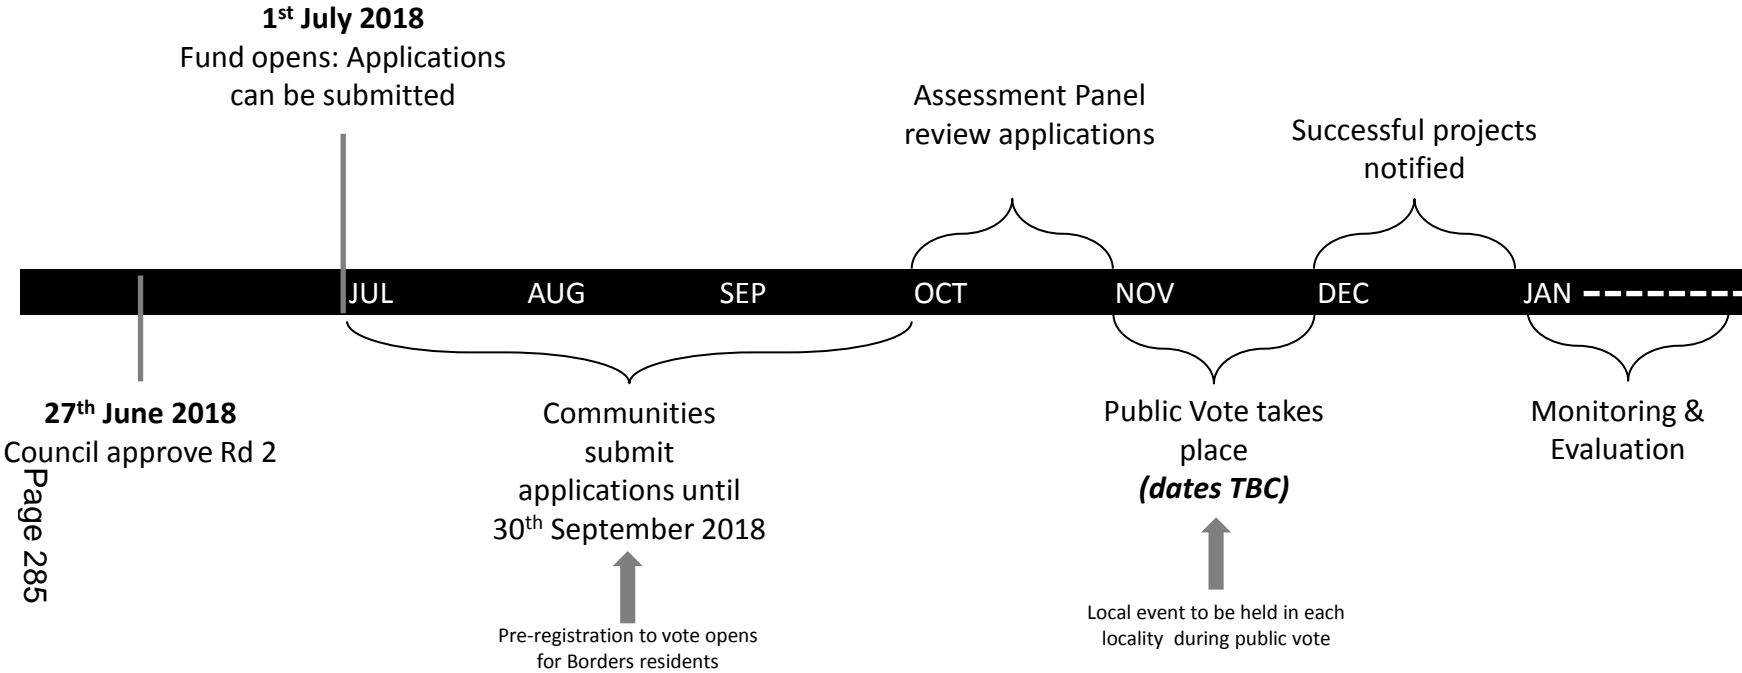 1st July 2018
Fund opens: Applications
can be submitted
Assessment Panel
review applications
Successful projects
notified
JUL AUG SEP OCT NOV DEC JAN
27th June 2018
Council approve Rd 2
Communities
submit
applications until
30th September 2018
Public Vote takes
place
(dates TBC)
Monitoring &
Evaluation
Pre-registration to vote opens
for Borders residents
Local event to be held in each
locality during public vote
Page 285